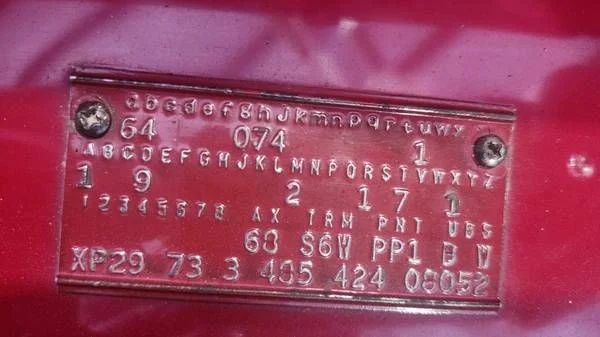 abcdefghJkmnpqrtuwx
64 074 1
ABCDEFGHJKLMNPQRSTVWXYZ
1 9 2 1 7 1
12345678 AX TRM PNT UBS
68 S6W PP1 B W
XP29 73 3 485 424 08052